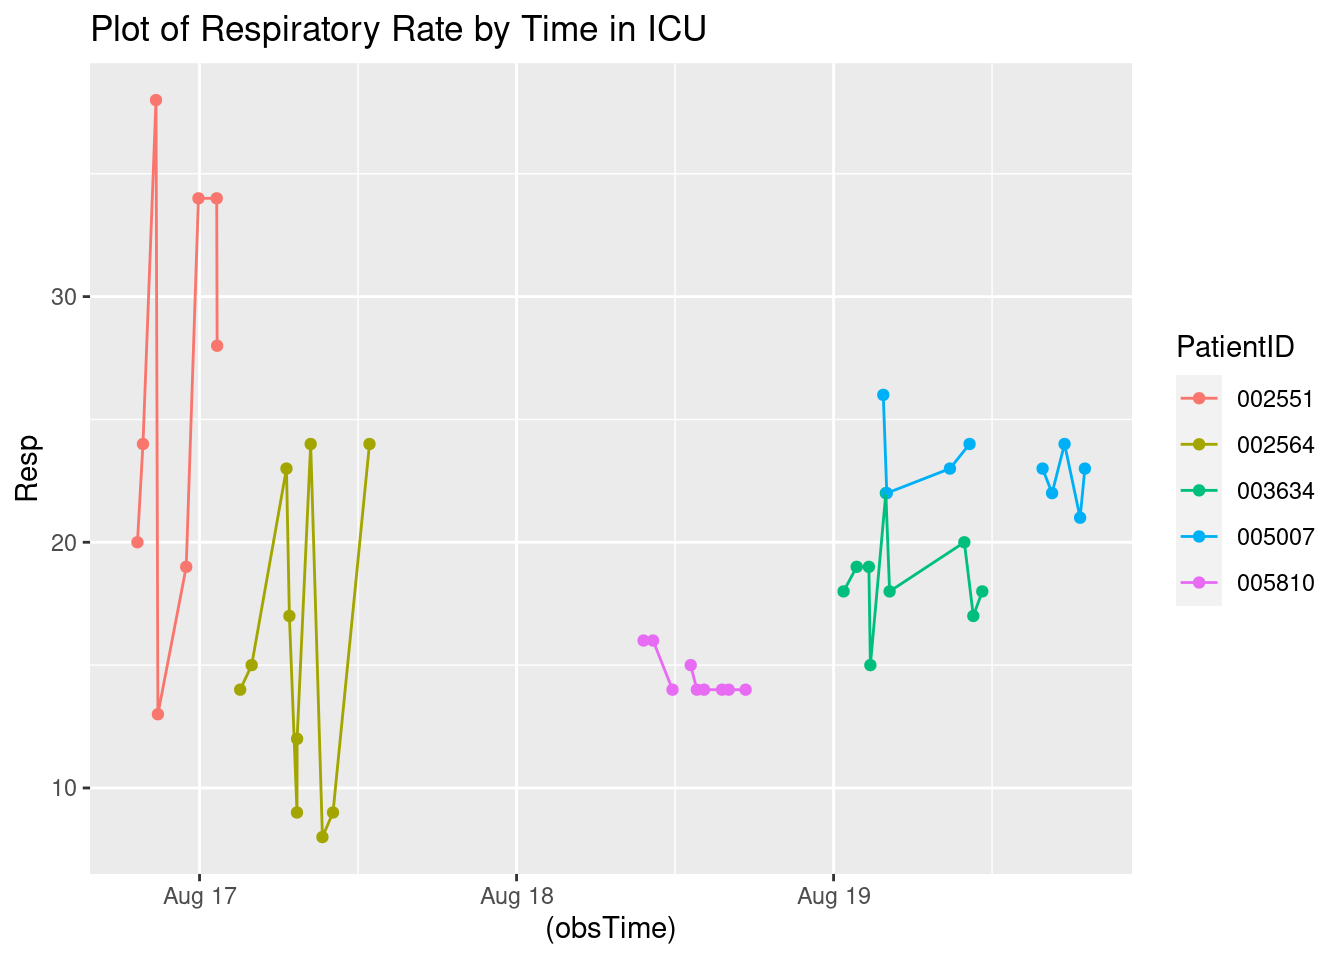 Plot of Respiratory Rate by Time in ICU
30
20
10
Resp
Aug 17
Aug 18
Aug 19
(obsTime)
PatientID
002551
002564
003634
005007
005810